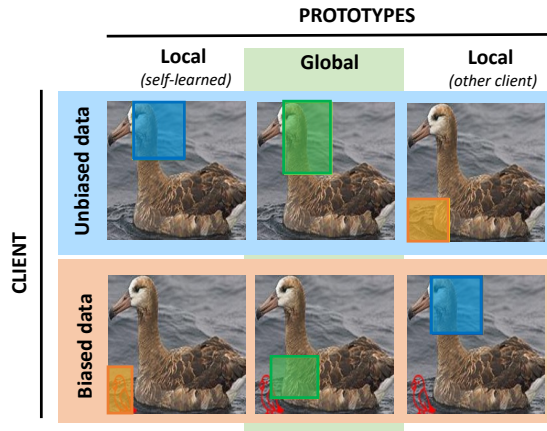 PROTOTYPES
Local
(self-learned)
Global
Local
(other client)
CLIENT
Unbiased data
Biased data